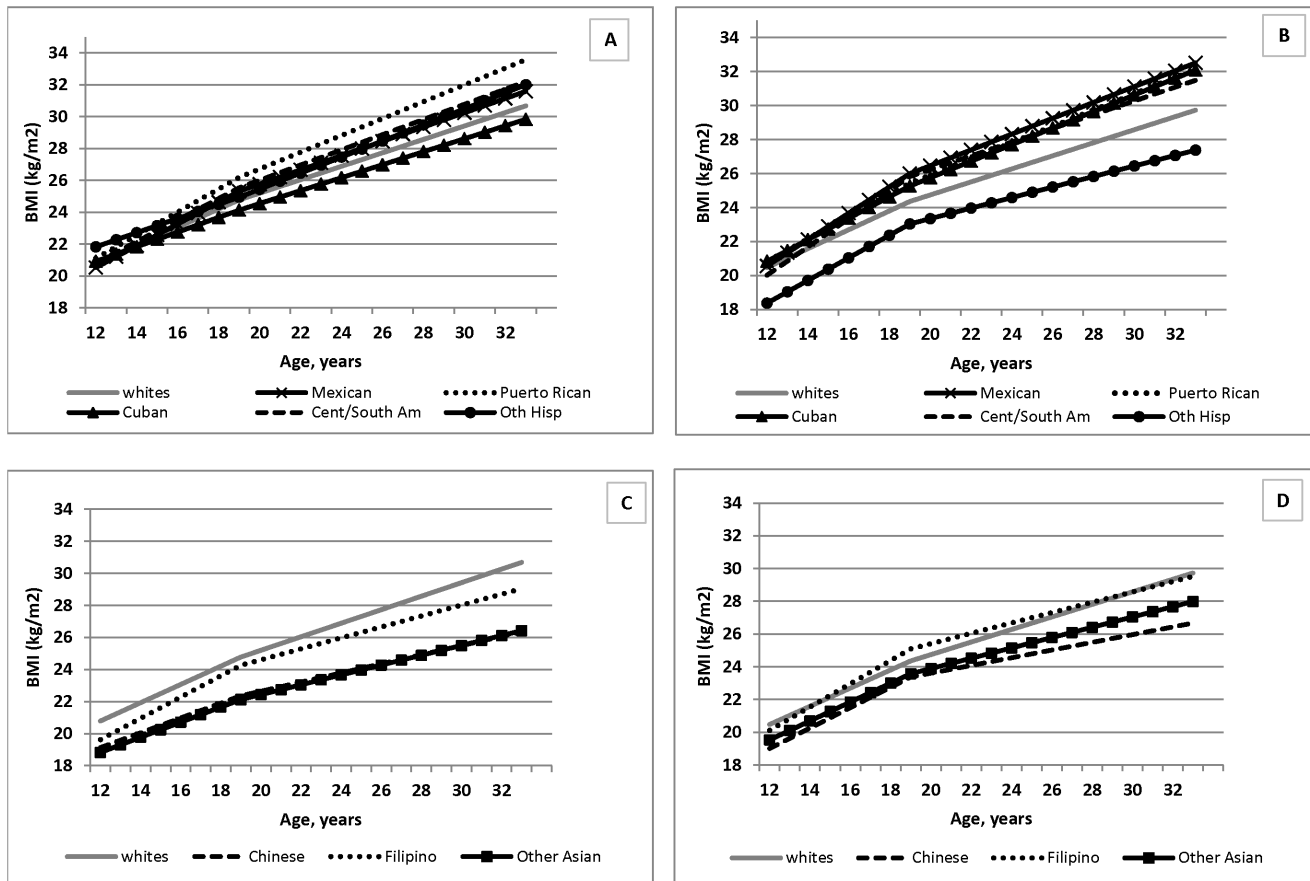 A
34
32
30
28
26
24
22
20
18
BMI (kg/m2)
12 14 16 18 20 22 24 26 28 30 32
Age, years
whites Mexican Puerto Rican
Cuban Cent/South Am Oth Hisp
B
34
32
30
28
26
24
22
20
18
BMI (kg/m2)
12 14 16 18 20 22 24 26 28 30 32
Age, years
whites Mexican Puerto Rican
Cuban Cent/South Am Oth Hisp
C
34
32
30
28
26
24
22
20
18
BMI (kg/m2)
12 14 16 18 20 22 24 26 28 30 32
Age, years
whites Chinese Filipino Other Asian
D
34
32
30
28
26
24
22
20
18
BMI (kg/m2)
12 14 16 18 20 22 24 26 28 30 32
Age, years
whites Chinese Filipino Other Asian